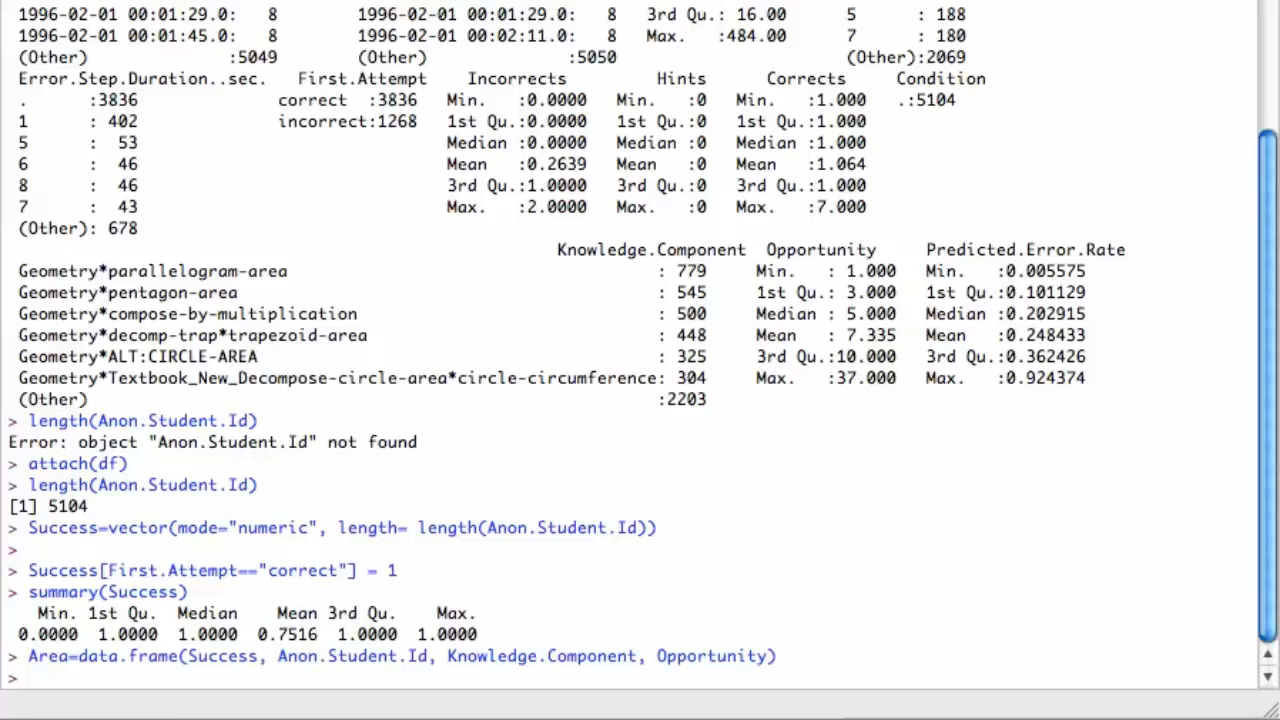 1996-02-01 00:01:29.0:   8   1996-02-01 00:01:29.0:   8   3rd Qu.: 16.00   5      : 188
1996-02-01 00:01:45.0:   8   1996-02-01 00:02:11.0:   8   Max.   :484.00   7      : 180
(Other)              :5049   (Other)              :5050                    (Other):2069
Error.Step.Duration..sec.   First.Attempt   Incorrects   Hints   Corrects   Condition
.      :3836   correct  :3836   Min.   :0.0000   Min.   :0   Min.   :1.000   .:5104
1      : 402   incorrect:1268   1st Qu.:0.0000   1st Qu.:0   1st Qu.:1.000
5      :  53   Median :0.0000   Median :0   Median :1.000
6      :  46   Mean   :0.2639   Mean   :0   Mean   :1.064
8      :  46   3rd Qu.:1.0000   3rd Qu.:0   3rd Qu.:1.000
7      :  43   Max.   :2.0000   Max.   :0   Max.   :7.000
(Other): 678
Knowledge.Component   Opportunity   Predicted.Error.Rate
Geometry*parallelogram-area   : 779   Min.   : 1.000   Min.   :0.005575
Geometry*pentagon-area   : 545   1st Qu.: 3.000   1st Qu.:0.101129
Geometry*compose-by-multiplication   : 500   Median : 5.000   Median :0.202915
Geometry*decomp-trap*trapezoid-area   : 448   Mean   : 7.335   Mean   :0.248433
Geometry*ALT:CIRCLE-AREA   : 325   3rd Qu.:10.000   3rd Qu.:0.362426
Geometry*Textbook_New_Decompose-circle-area*circle-circumference: 304   Max.   :37.000   Max.   :0.924374
(Other)   :2203
> length(Anon.Student.Id)
Error: object "Anon.Student.Id" not found
> attach(df)
> length(Anon.Student.Id)
[1] 5104
> Success=vector(mode="numeric", length= length(Anon.Student.Id))
>
> Success[First.Attempt=="correct"] = 1
> summary(Success)
Min. 1st Qu.  Median    Mean 3rd Qu.    Max.
0.0000  1.0000  1.0000  0.7516  1.0000  1.0000
> Area=data.frame(Success, Anon.Student.Id, Knowledge.Component, Opportunity)
>